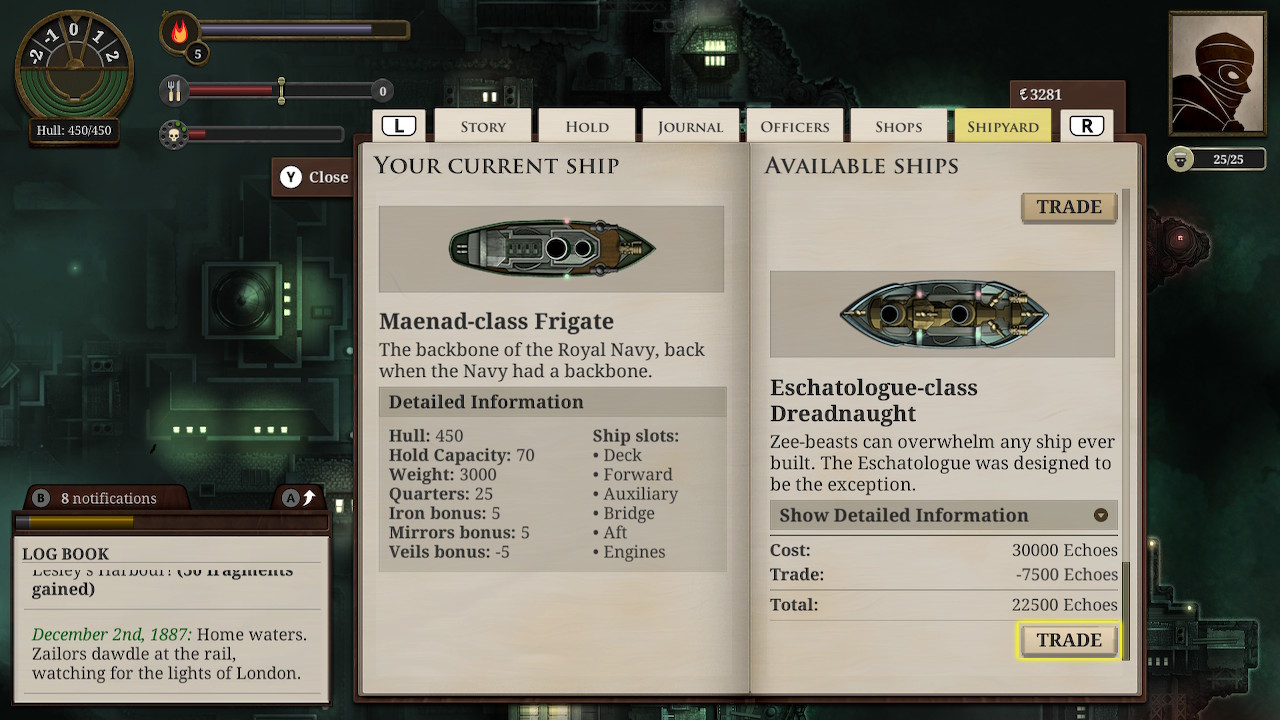 -2 -1 0 1 2
Hull: 450/450
5
0
€3281
L
STORY
HOLD
JOURNAL
OFFICERS
SHOPS
SHIPYARD
R
25/25
Y Close
YOUR CURRENT SHIP
Maenad-class Frigate
The backbone of the Royal Navy, back
when the Navy had a backbone.
Detailed Information
Hull: 450
Hold Capacity: 70
Weight: 3000
Quarters: 25
Iron bonus: 5
Mirrors bonus: 5
Veils bonus: -5
Ship slots:
• Deck
• Forward
• Auxiliary
• Bridge
• Aft
• Engines
AVAILABLE SHIPS
TRADE
Eschatologue-class
Dreadnaught
Zee-beasts can overwhelm any ship ever
built. The Eschatologue was designed to
be the exception.
Show Detailed Information
Cost: 30000 Echoes
Trade: -7500 Echoes
Total: 22500 Echoes
TRADE
B 8 notifications
A
LOG BOOK
Lesley's Harbour! (30 fragments
gained)
December 2nd, 1887: Home waters.
Zailors dawdle at the rail,
watching for the lights of London.